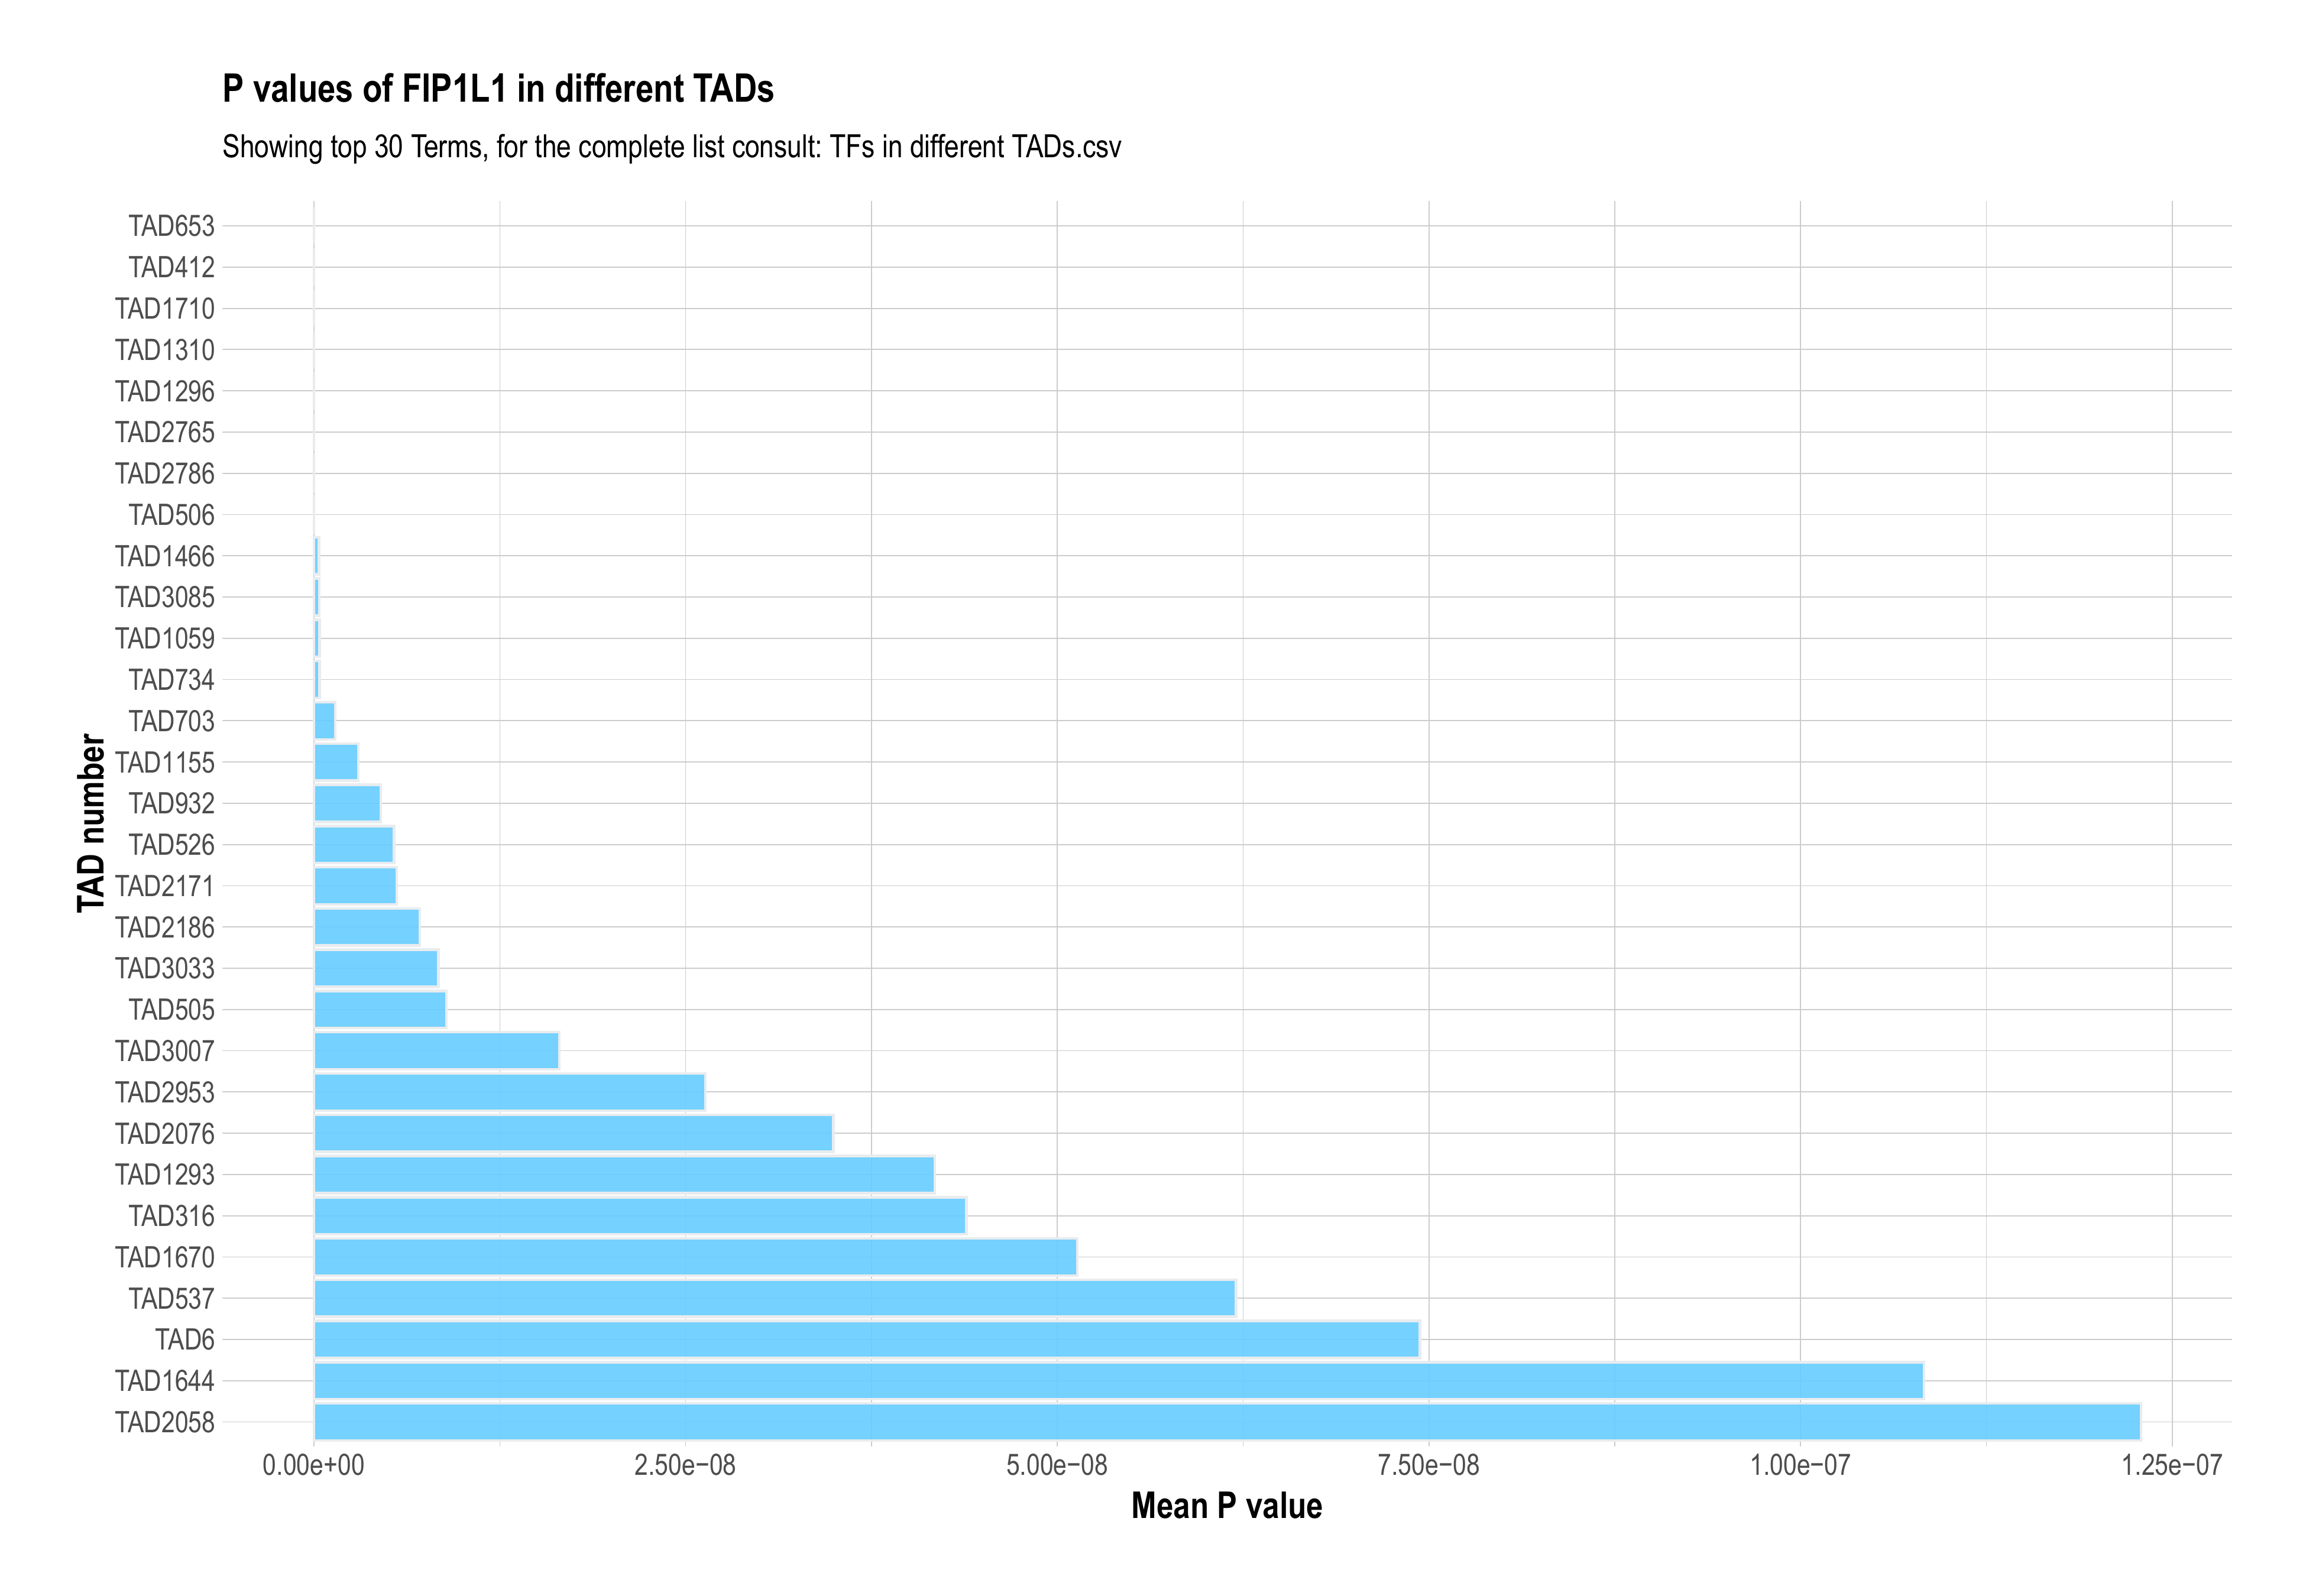 P values of FIP1L1 in different TADs
Showing top 30 Terms, for the complete list consult: TFs in different TADs.csv
TAD number
TAD653
TAD412
TAD1710
TAD1310
TAD1296
TAD2765
TAD2786
TAD506
TAD1466
TAD3085
TAD1059
TAD734
TAD703
TAD1155
TAD932
TAD526
TAD2171
TAD2186
TAD3033
TAD505
TAD3007
TAD2953
TAD2076
TAD1293
TAD316
TAD1670
TAD537
TAD6
TAD1644
TAD2058
0.00e+00 2.50e−08 5.00e−08 7.50e−08 1.00e−07 1.25e−07
Mean P value